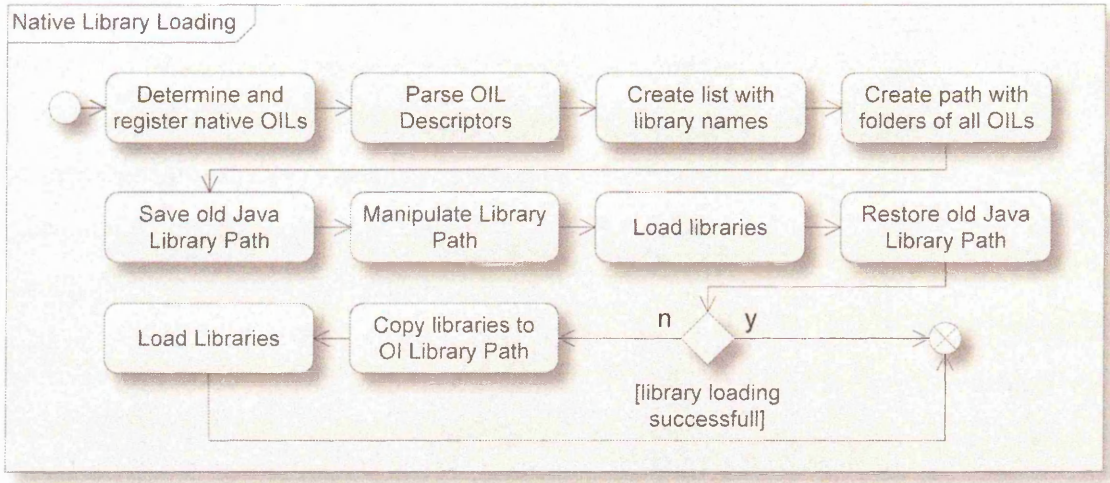 Native Library Loading
Determine and
register native OILs
Parse OIL
Descriptors
Create list with
library names
Create path with
folders of all OILs
Save old Java
Library Path
Manipulate Library
Path
Load libraries
Restore old Java
Library Path
Load Libraries
Copy libraries to
OI Library Path
n
y
[library loading
successfull]